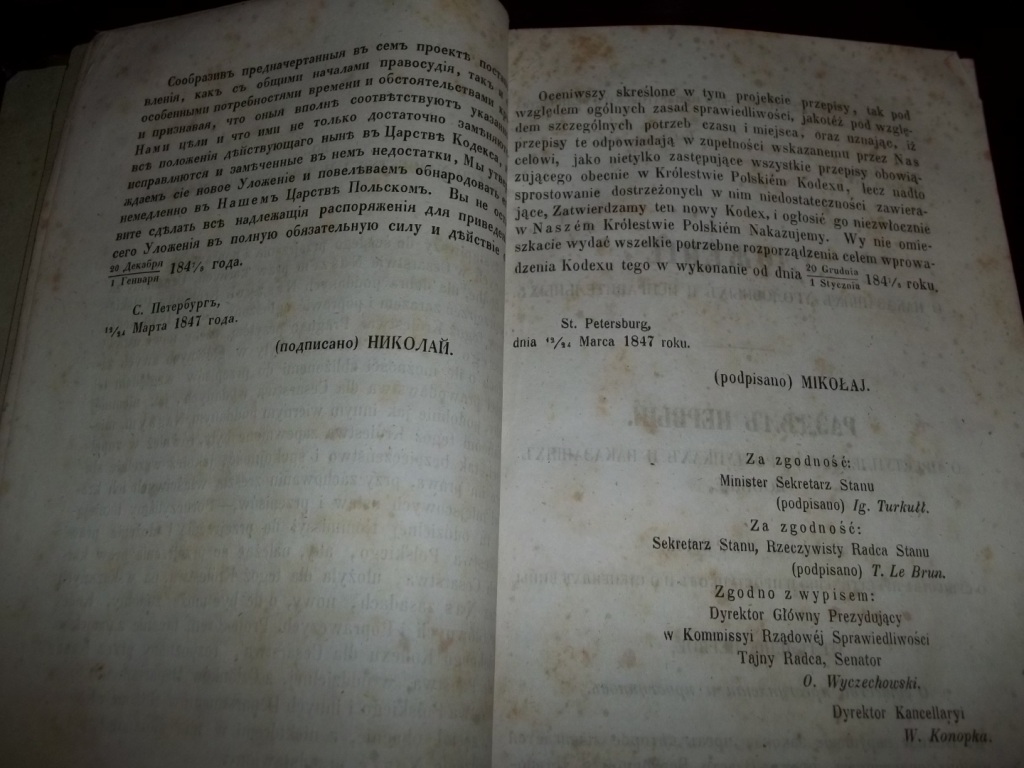 Сообразивъ предначертанныя въ семъ проектѣ
вленія, какъ съ общими началами правосудія, такъ и
особенными потребностями времени и обстоятельствами
и признавая, что оныя вполнѣ соотвѣтствуютъ
Нами цѣли и что ими не только достаточно
всѣ положенія дѣйствующаго нынѣ въ Царствѣ Кодекса,
исправляются и замѣченные въ немъ недостатки, Мы
ждаемъ сіе новое Уложеніе и повелѣваемъ обнародовать
немедленно въ Нашемъ Царствѣ Польскомъ. Вы не
вите сдѣлать всѣ надлежащія распоряженія для
сего Уложенія въ полную обязательную силу и дѣйствіе
20 Декабря
1 Генваря 184⁷/₈ года.
С. Петербургъ,
Марта 1847 года.
(подписано) НИКОЛАЙ.
Oceniwszy skreślone w tym projekcie przepisy, tak pod
względem ogólnych zasad sprawiedliwości, jakotéż pod wzglę-
dem szczególnych potrzeb czasu i miejsca, oraz uznając, iż
przepisy te odpowiadają w zupełności wskazanemu przez Nas
celowi, jako nietylko zastępujące wszystkie przepisy obowią-
zującego obecnie w Królestwie Polskiém Kodexu, lecz nadto
sprostowanie dostrzeżonych w nim niedostateczności zawiera-
jące, Zatwierdzamy ten nowy Kodex, i ogłosić go niezwłocznie
w Naszém Królestwie Polskiém Nakazujemy. Wy nie omie-
szkacie wydać wszelkie potrzebne rozporządzenia celem wprowa-
dzenia Kodexu tego w wykonanie od dnia 20 Grudnia
1 Stycznia 184⁷/₈ roku.
St. Petersburg,
dnia Marca 1847 roku.
(podpisano) MIKOŁAJ.
Za zgodność:
Minister Sekretarz Stanu
(podpisano) Ig. Turkułł.
Za zgodność:
Sekretarz Stanu, Rzeczywisty Radca Stanu
(podpisano) T. Le Brun.
Zgodno z wypisem:
Dyrektor Główny Prezydujący
w Kommissyi Rządowéj Sprawiedliwości
Tajny Radca, Senator
O. Wyczechowski.
Dyrektor Kancellaryi
W. Konopka.